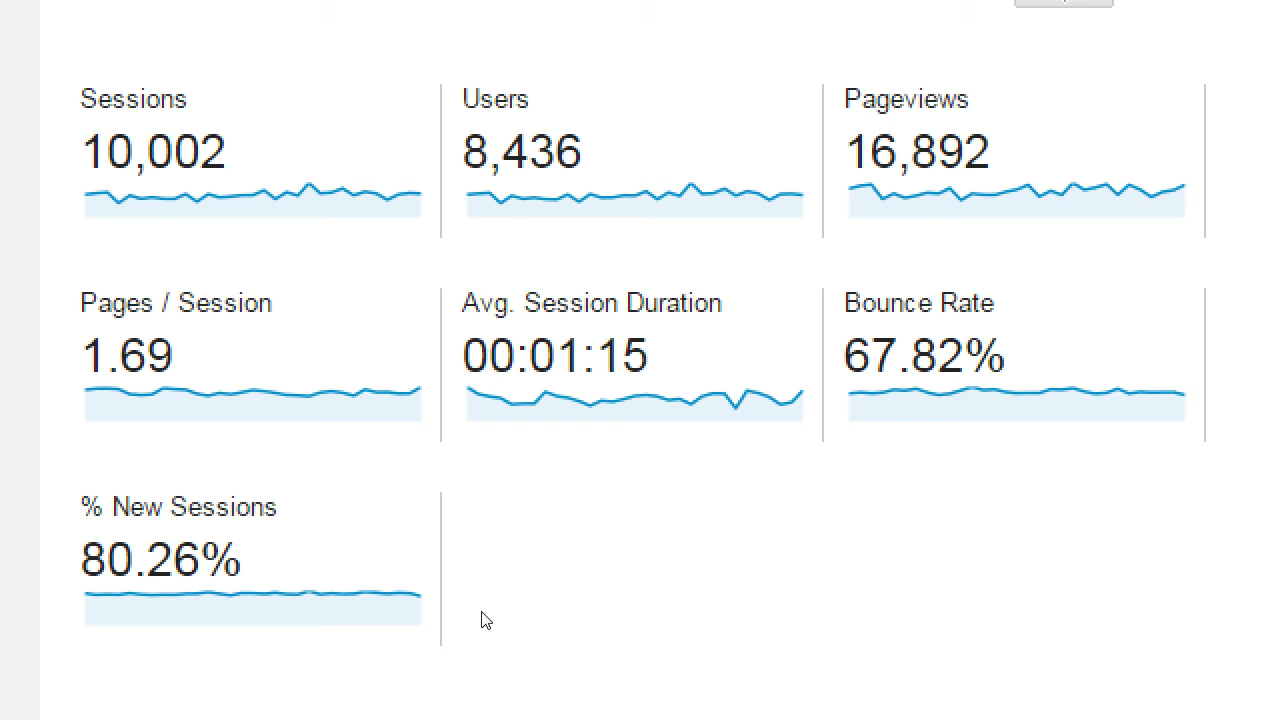 Sessions
10,002
Users
8,436
Pageviews
16,892
Pages / Session
1.69
Avg. Session Duration
00:01:15
Bounce Rate
67.82%
% New Sessions
80.26%